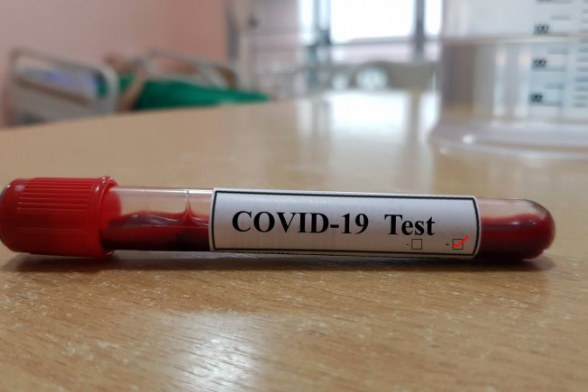 COVID-19 Test
- ☐ + ☑